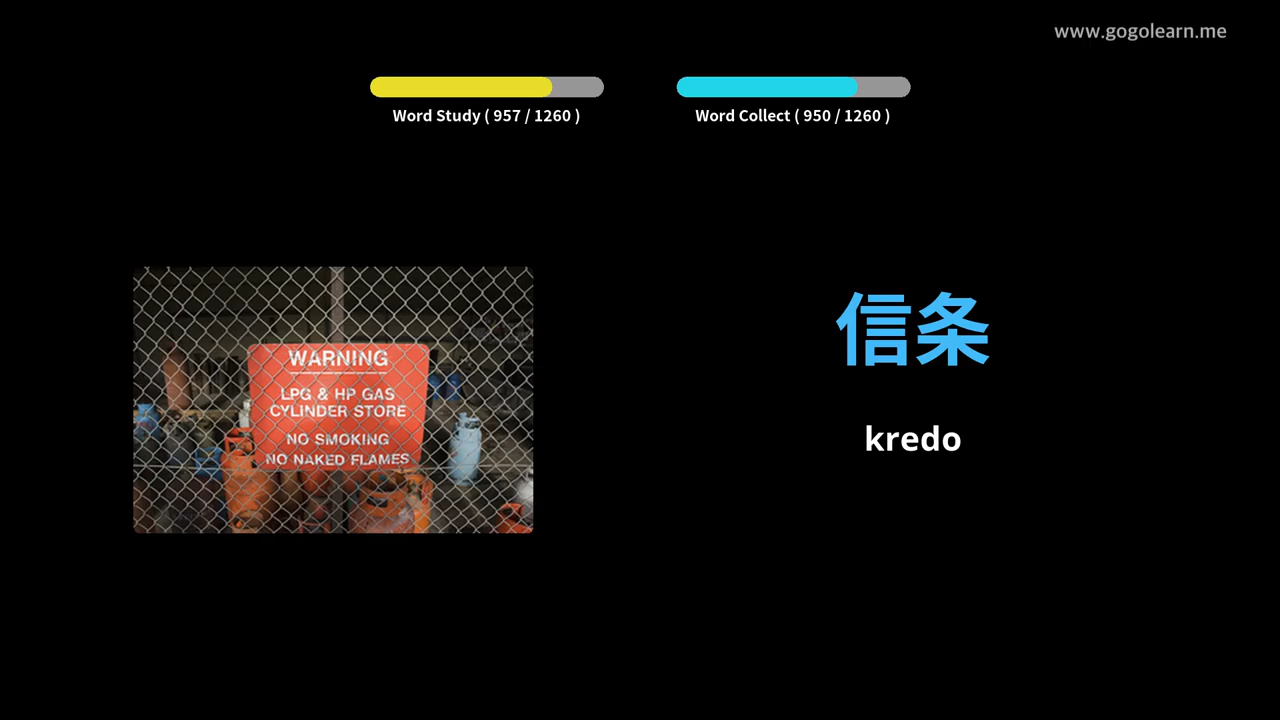 www.gogolearn.me
Word Study ( 957 / 1260 )
Word Collect ( 950 / 1260 )
WARNING
LPG & HP GAS
CYLINDER STORE
NO SMOKING
NO NAKED FLAMES
信条
kredo